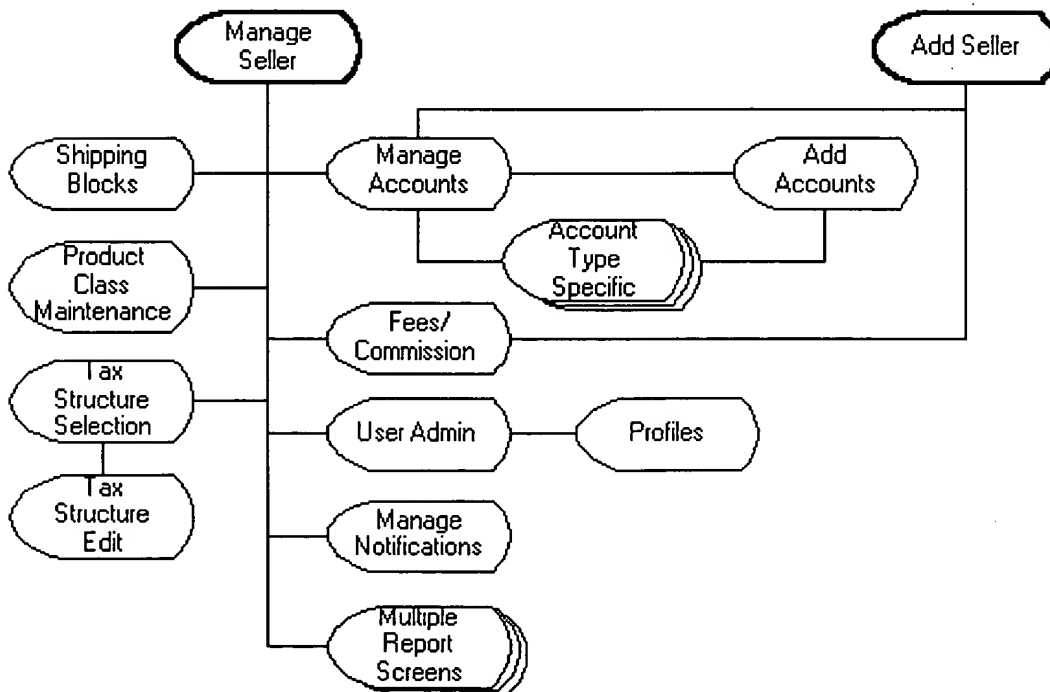 Manage
Seller
Add Seller
Shipping
Blocks
Manage
Accounts
Add
Accounts
Product
Class
Maintenance
Account
Type
Specific
Fees/
Commission
Tax
Structure
Selection
User Admin
Profiles
Tax
Structure
Edit
Manage
Notifications
Multiple
Report
Screens